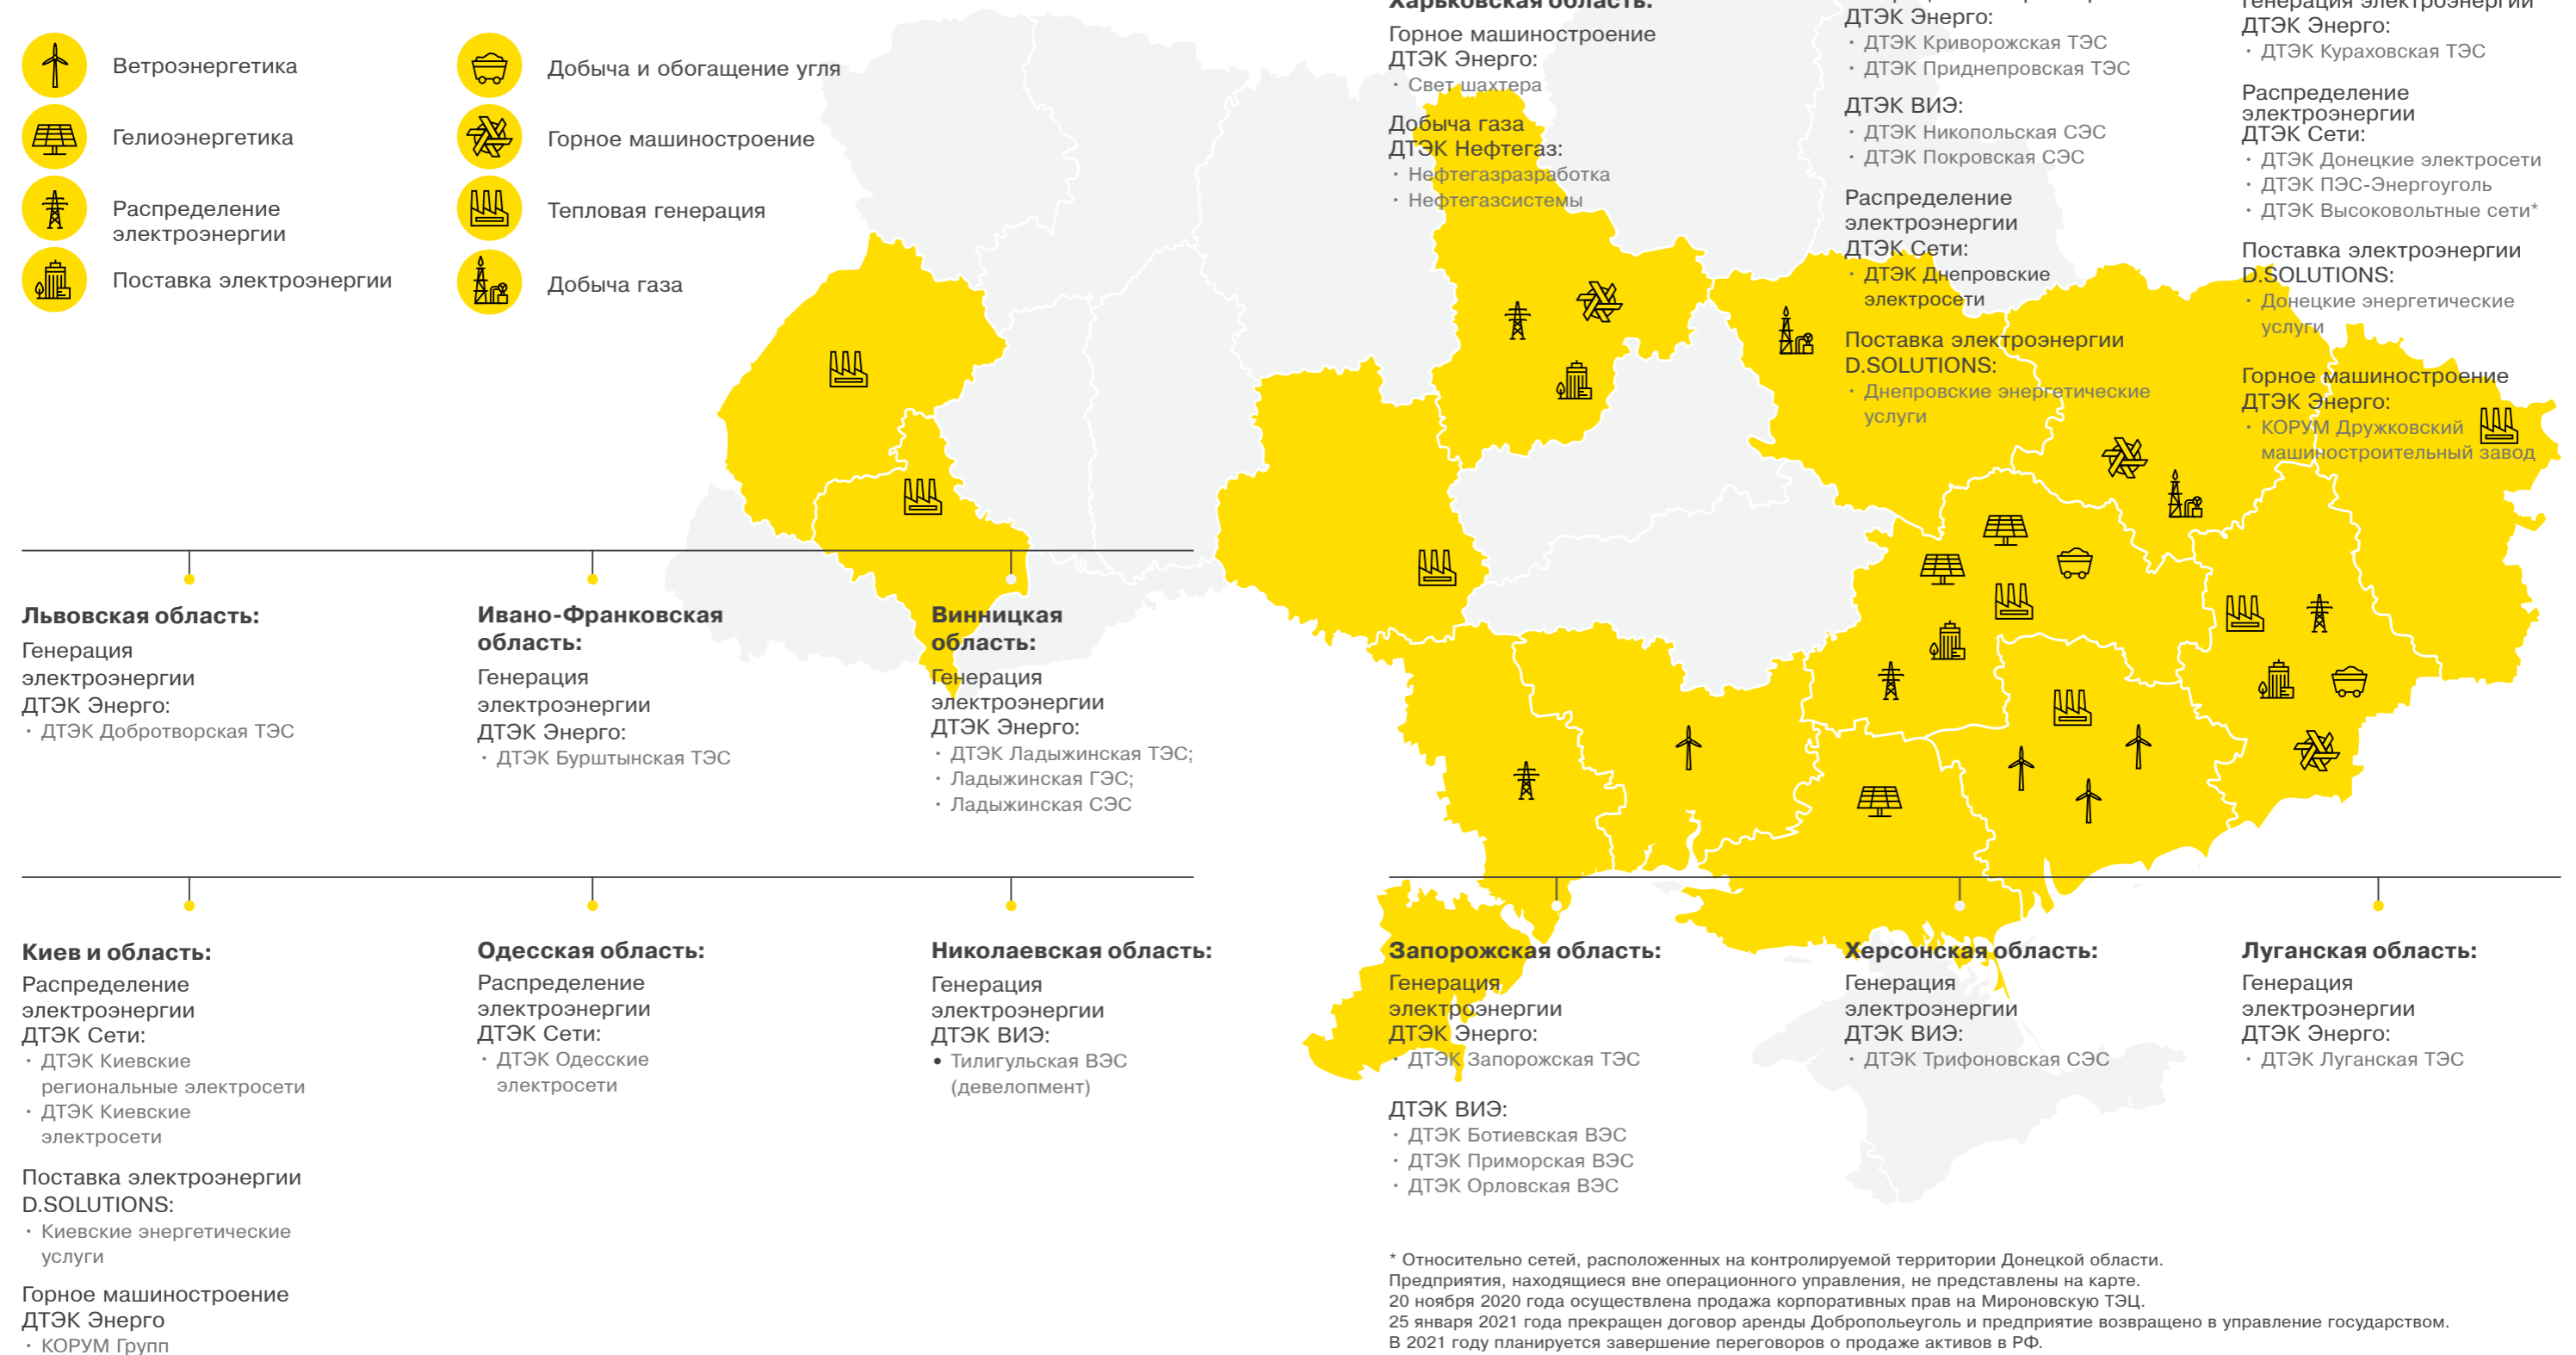 Ветроэнергетика
Гелиоэнергетика
Распределение
электроэнергии
Поставка электроэнергии
Добыча и обогащение угля
Горное машиностроение
Тепловая генерация
Добыча газа
Харьковская область:
Горное машиностроение
ДТЭК Энерго:
· Свет шахтера
Добыча газа
ДТЭК Нефтегаз:
· Нефтегазразработка
· Нефтегазсистемы
ДТЭК Энерго:
· ДТЭК Криворожская ТЭС
· ДТЭК Приднепровская ТЭС
ДТЭК ВИЭ:
· ДТЭК Никопольская СЭС
· ДТЭК Покровская СЭС
Распределение
электроэнергии
ДТЭК Сети:
· ДТЭК Днепровские
электросети
Поставка электроэнергии
D.SOLUTIONS:
· Днепровские энергетические
услуги
Генерация электроэнергии
ДТЭК Энерго:
· ДТЭК Кураховская ТЭС
Распределение
электроэнергии
ДТЭК Сети:
· ДТЭК Донецкие электросети
· ДТЭК ПЭС-Энергоуголь
· ДТЭК Высоковольтные сети*
Поставка электроэнергии
D.SOLUTIONS:
· Донецкие энергетические
услуги
Горное машиностроение
ДТЭК Энерго:
· КОРУМ Дружковский
машиностроительный завод
Львовская область:
Генерация
электроэнергии
ДТЭК Энерго:
· ДТЭК Добротворская ТЭС
Ивано-Франковская
область:
Генерация
электроэнергии
ДТЭК Энерго:
· ДТЭК Бурштынская ТЭС
Винницкая
область:
Генерация
электроэнергии
ДТЭК Энерго:
· ДТЭК Ладыжинская ТЭС;
· Ладыжинская ГЭС;
· Ладыжинская СЭС
Киев и область:
Распределение
электроэнергии
ДТЭК Сети:
· ДТЭК Киевские
региональные электросети
· ДТЭК Киевские
электросети
Поставка электроэнергии
D.SOLUTIONS:
· Киевские энергетические
услуги
Горное машиностроение
ДТЭК Энерго
· КОРУМ Групп
Одесская область:
Распределение
электроэнергии
ДТЭК Сети:
· ДТЭК Одесские
электросети
Николаевская область:
Генерация
электроэнергии
ДТЭК ВИЭ:
• Тилигульская ВЭС
(девелопмент)
Запорожская область:
Генерация
электроэнергии
ДТЭК Энерго:
· ДТЭК Запорожская ТЭС
ДТЭК ВИЭ:
· ДТЭК Ботиевская ВЭС
· ДТЭК Приморская ВЭС
· ДТЭК Орловская ВЭС
Херсонская область:
Генерация
электроэнергии
ДТЭК ВИЭ:
· ДТЭК Трифоновская СЭС
Луганская область:
Генерация
электроэнергии
ДТЭК Энерго:
· ДТЭК Луганская ТЭС
* Относительно сетей, расположенных на контролируемой территории Донецкой области.
Предприятия, находящиеся вне операционного управления, не представлены на карте.
20 ноября 2020 года осуществлена продажа корпоративных прав на Мироновскую ТЭЦ.
25 января 2021 года прекращен договор аренды Добропольеуголь и предприятие возвращено в управление государством.
В 2021 году планируется завершение переговоров о продаже активов в РФ.